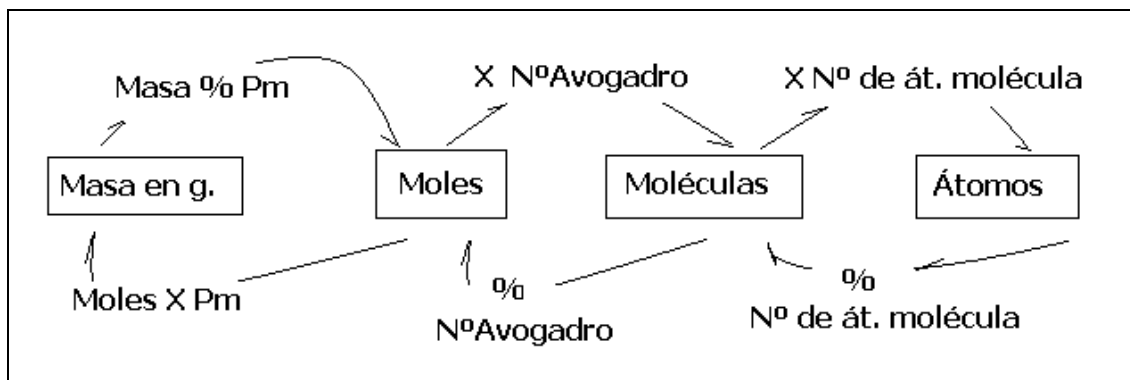 Masa % Pm
X NºAvogadro
X Nº de át. molécula
Masa en g.
Moles
Moléculas
Átomos
Moles X Pm
%
NºAvogadro
%
Nº de át. molécula